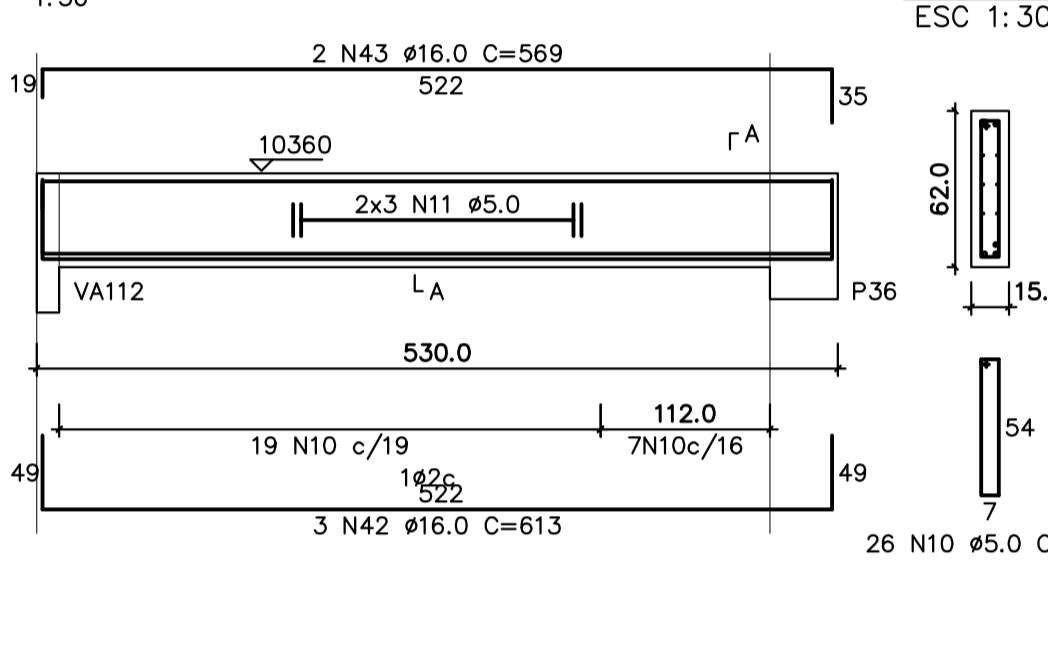 ESC 1:30
2 N43 ø16.0 C=569
19
522
35
10360
A
2x3 N11 ø5.0
62.0
VA112
A
P36
15.
530.0
112.0
19 N10 c/19
7N10c/16
54
49
1ø2c
522
49
3 N42 ø16.0 C=613
7
26 N10 ø5.0